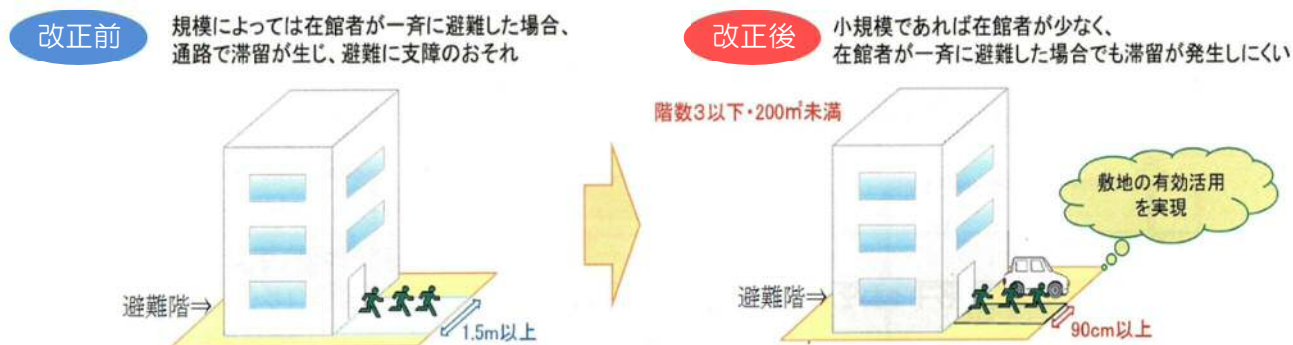 改正前
規模によっては在館者が一斉に避難した場合、
通路で滞留が生じ、避難に支障のおそれ
避難階⇒
1.5m以上
改正後
小規模であれば在館者が少なく、
在館者が一斉に避難した場合でも滞留が発生しにくい
階数3以下・200㎡未満
敷地の有効活用
を実現
避難階⇒
90cm以上